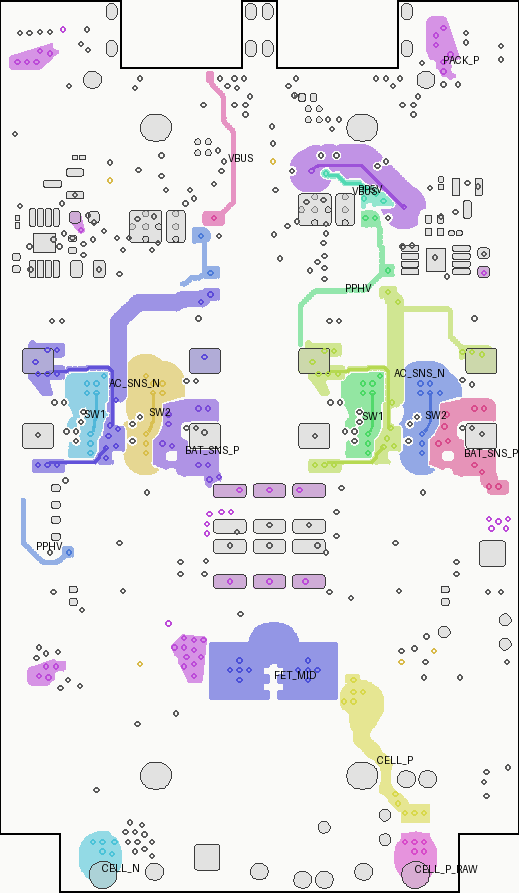 PACK_P
VBUS
VBUS
PPHV
AC_SNS_N
AC_SNS_N
SW1
SW2
SW1
SW2
BAT_SNS_P
BAT_SNS_P
PPHV
FET_MID
CELL_P
CELL_N
CELL_P_RAW